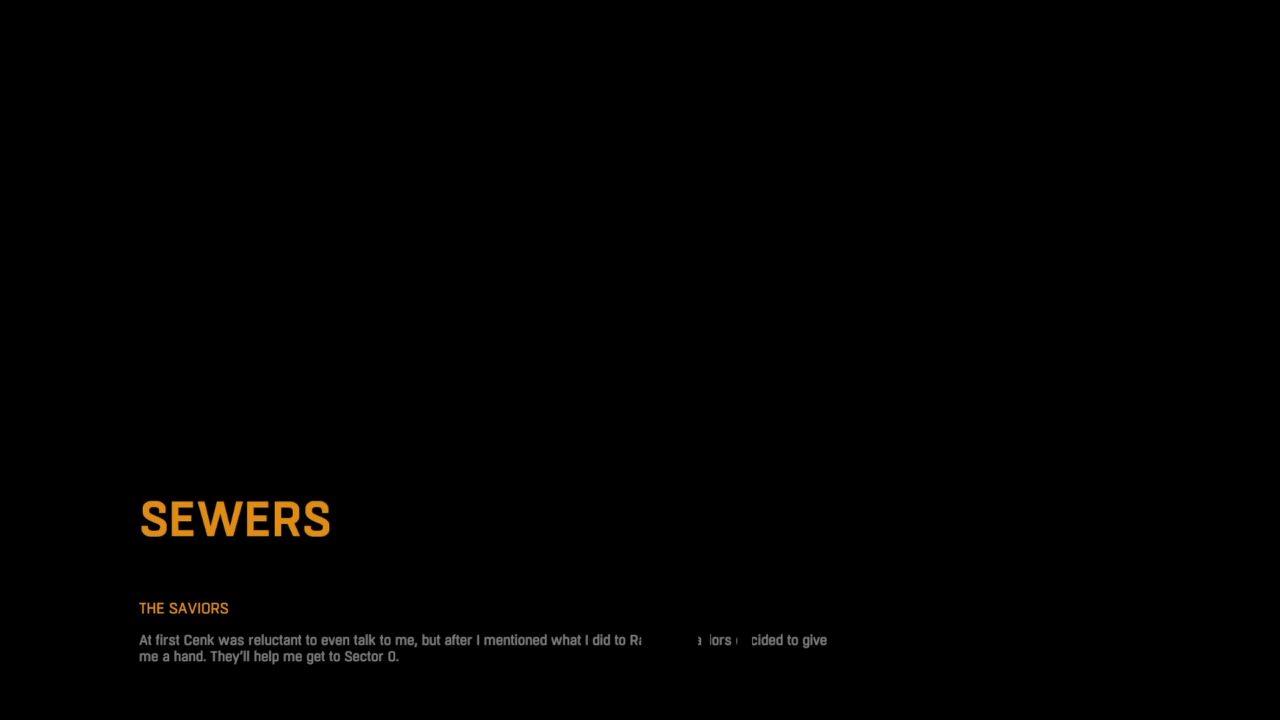 SEWERS
THE SAVIORS
At first Cenk was reluctant to even talk to me, but after I mentioned what I did to to give
me a hand. They'll help me get to Sector 0.